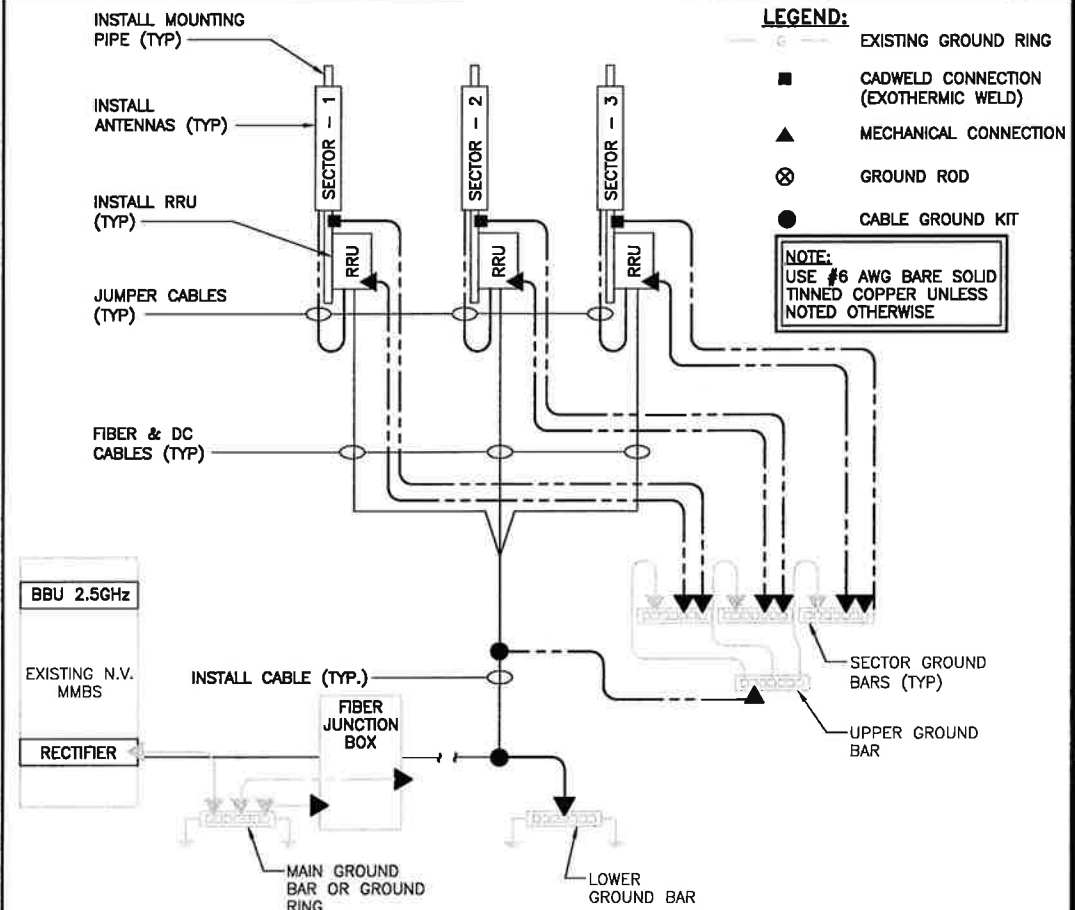 INSTALL MOUNTING
PIPE (TYP)
INSTALL
ANTENNAS (TYP)
INSTALL RRU
(TYP)
JUMPER CABLES
(TYP)
FIBER & DC
CABLES (TYP)
SECTOR - 1
SECTOR - 2
SECTOR - 3
RRU
RRU
RRU
LEGEND:
G
EXISTING GROUND RING
CADWELD CONNECTION
(EXOTHERMIC WELD)
MECHANICAL CONNECTION
GROUND ROD
CABLE GROUND KIT
NOTE:
USE #6 AWG BARE SOLID
TINNED COPPER UNLESS
NOTED OTHERWISE
BBU 2.5GHz
EXISTING N.V.
MMBS
RECTIFIER
INSTALL CABLE (TYP.)
FIBER
JUNCTION
BOX
SECTOR GROUND
BARS (TYP)
UPPER GROUND
BAR
MAIN GROUND
BAR OR GROUND
RING
LOWER
GROUND BAR